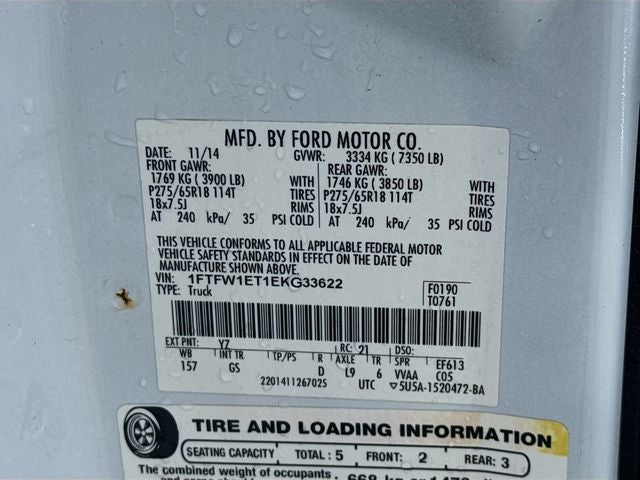 MFD. BY FORD MOTOR CO.
DATE: 11/14 GVWR: 3334 KG ( 7350 LB)
FRONT GAWR: REAR GAWR:
1769 KG ( 3900 LB) WITH 1746 KG ( 3850 LB) WITH
P275/65R18 114T TIRES P275/65R18 114T TIRES
18x7.5J RIMS 18x7.5J RIMS
AT 240 kPa/ 35 PSI COLD AT 240 kPa/ 35 PSI COLD
THIS VEHICLE CONFORMS TO ALL APPLICABLE FEDERAL MOTOR
VEHICLE SAFETY STANDARDS IN EFFECT ON THE DATE OF
MANUFACTURE SHOWN ABOVE.
VIN: 1FTFW1ET1EKG33622 F0190
TYPE: Truck T0761
EXT PNT: YZ RC: 21 DSO:
WB INT TR TP/PS R AXLE TR SPR EF613
157 GS D L9 6 VVAA C05
2201411267025 UTC ▽5U5A-1520472-BA
TIRE AND LOADING INFORMATION
SEATING CAPACITY TOTAL : 5 FRONT: 2 REAR: 3
The combined weight of occupants